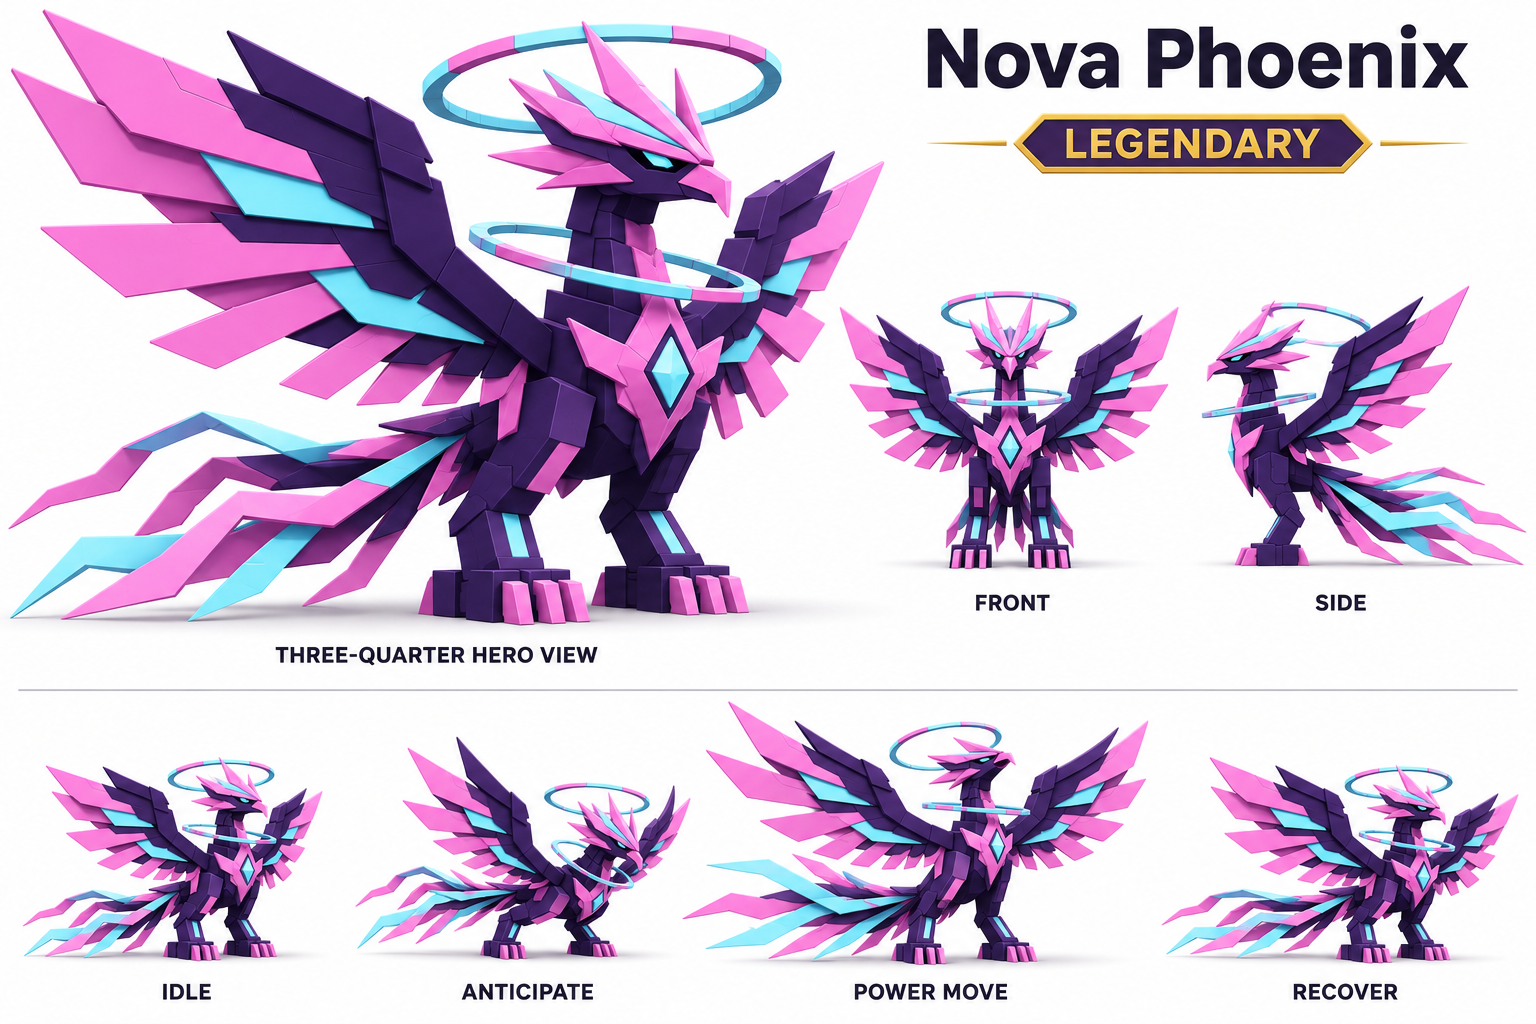 Nova Phoenix
LEGENDARY
THREE-QUARTER HERO VIEW
FRONT
SIDE
IDLE
ANTICIPATE
POWER MOVE
RECOVER